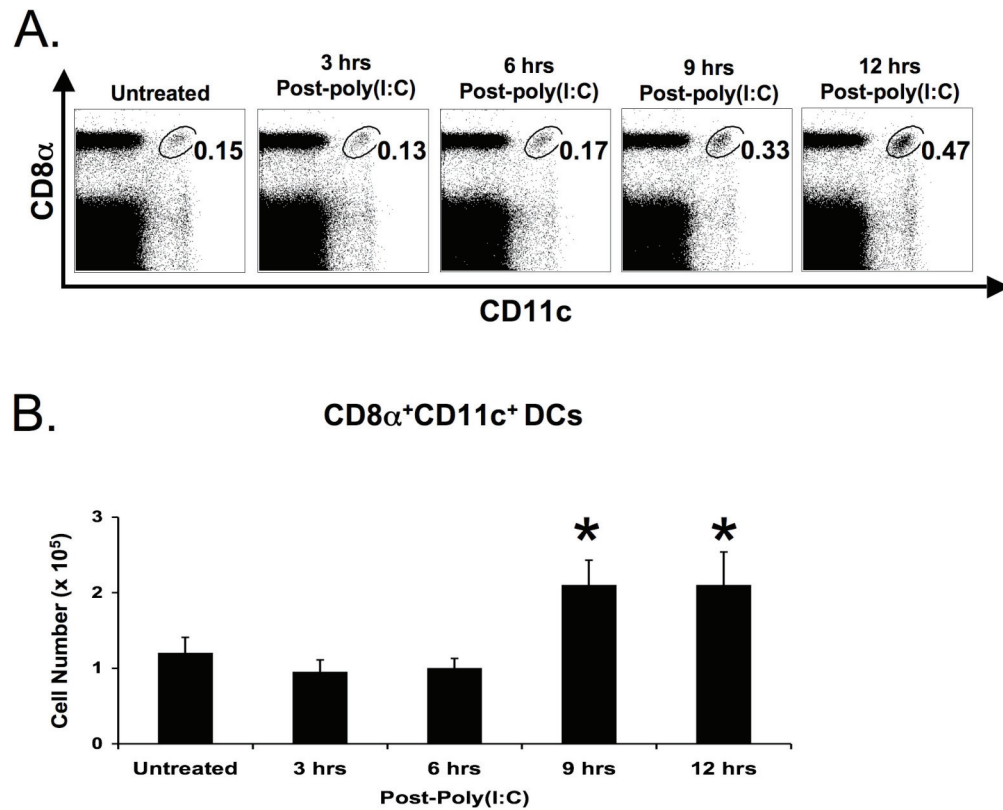 A.
Untreated
3 hrs
Post-poly(I:C)
6 hrs
Post-poly(I:C)
9 hrs
Post-poly(I:C)
12 hrs
Post-poly(I:C)
CD8α
0.15
0.13
0.17
0.33
0.47
CD11c
B.
CD8α⁺CD11c⁺ DCs
Cell Number (x 10⁵)
3
2
1
0
* *
Untreated 3 hrs 6 hrs 9 hrs 12 hrs
Post-Poly(I:C)